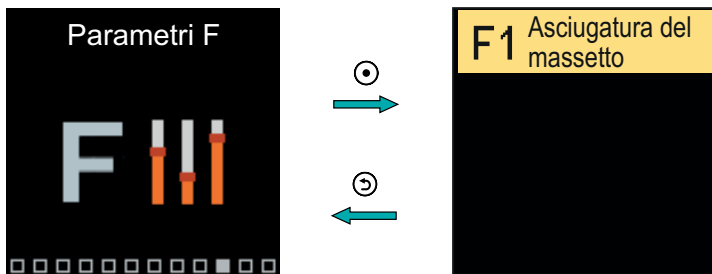 Parametri F
F
F1 Asciugatura del
massetto